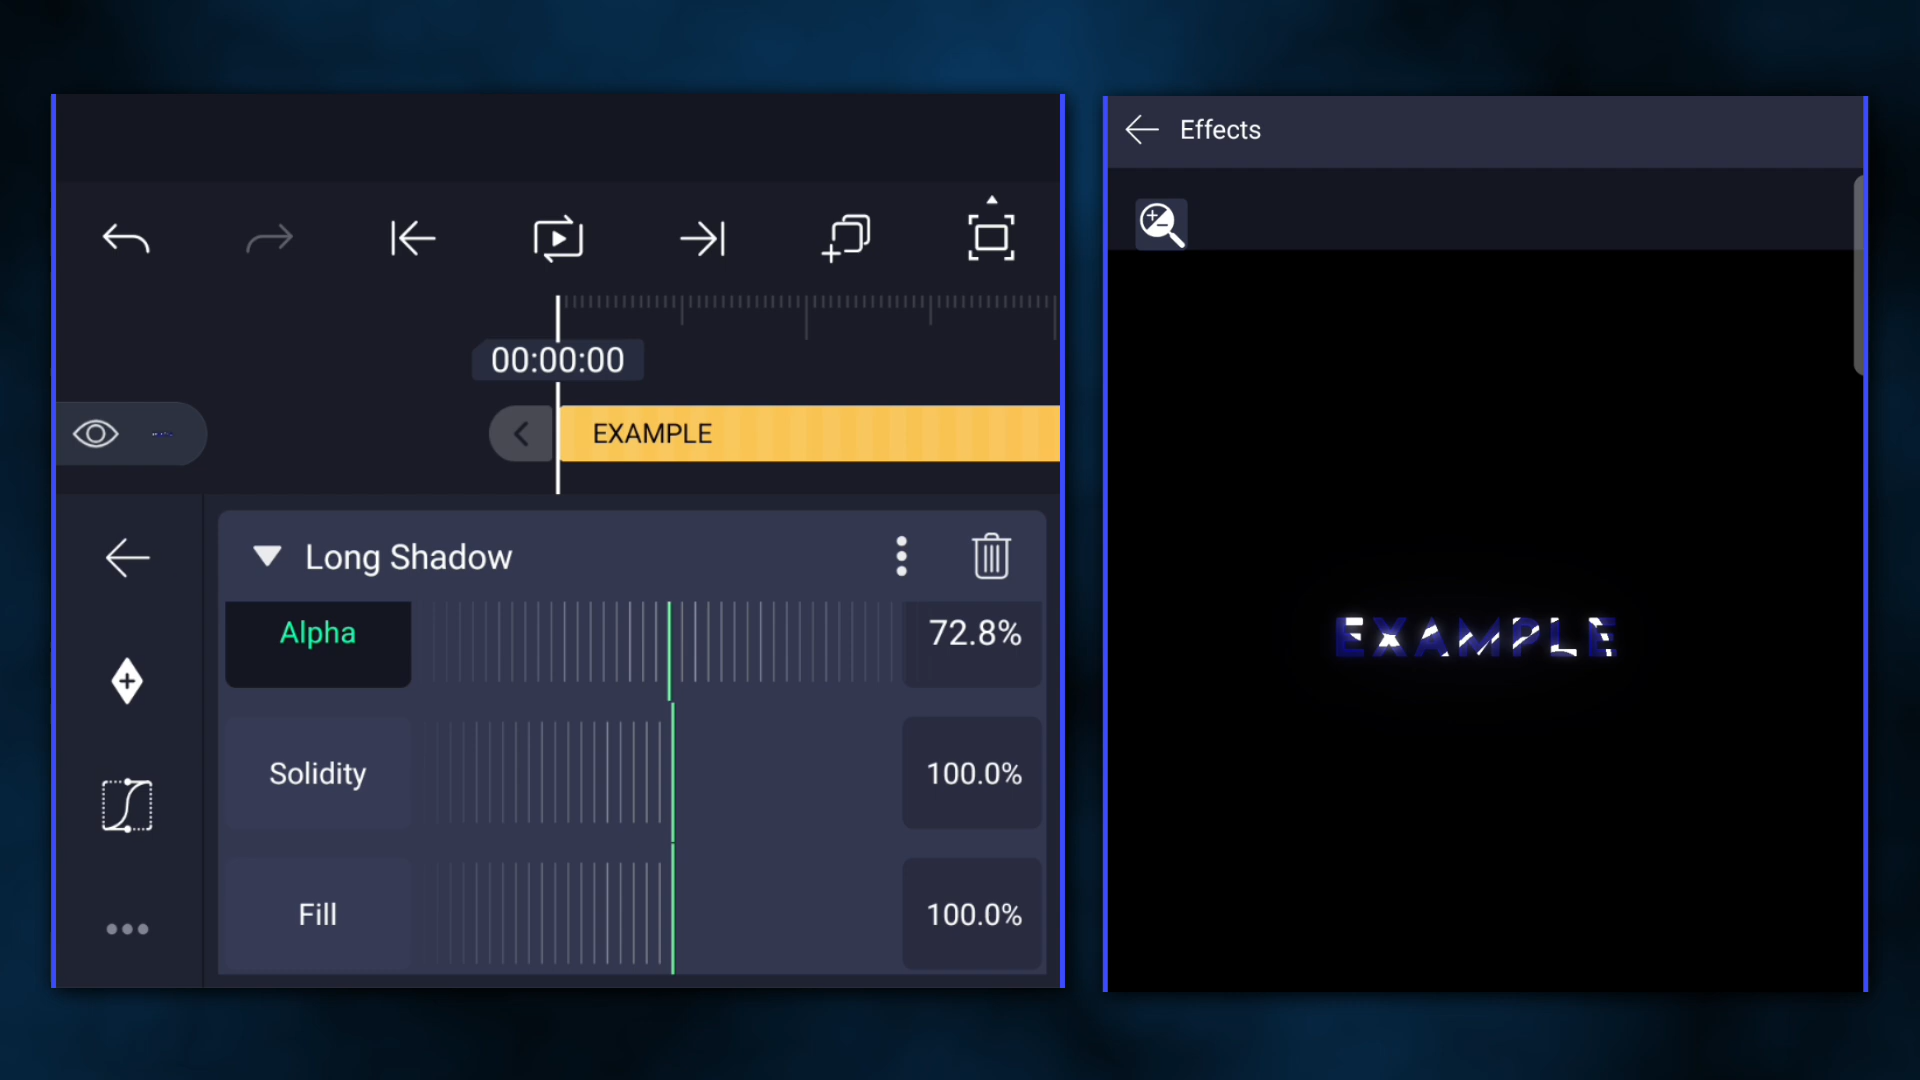 00:00:00
EXAMPLE
Long Shadow
Alpha
72.8%
Solidity
100.0%
Fill
100.0%
Effects
EXAMPLE